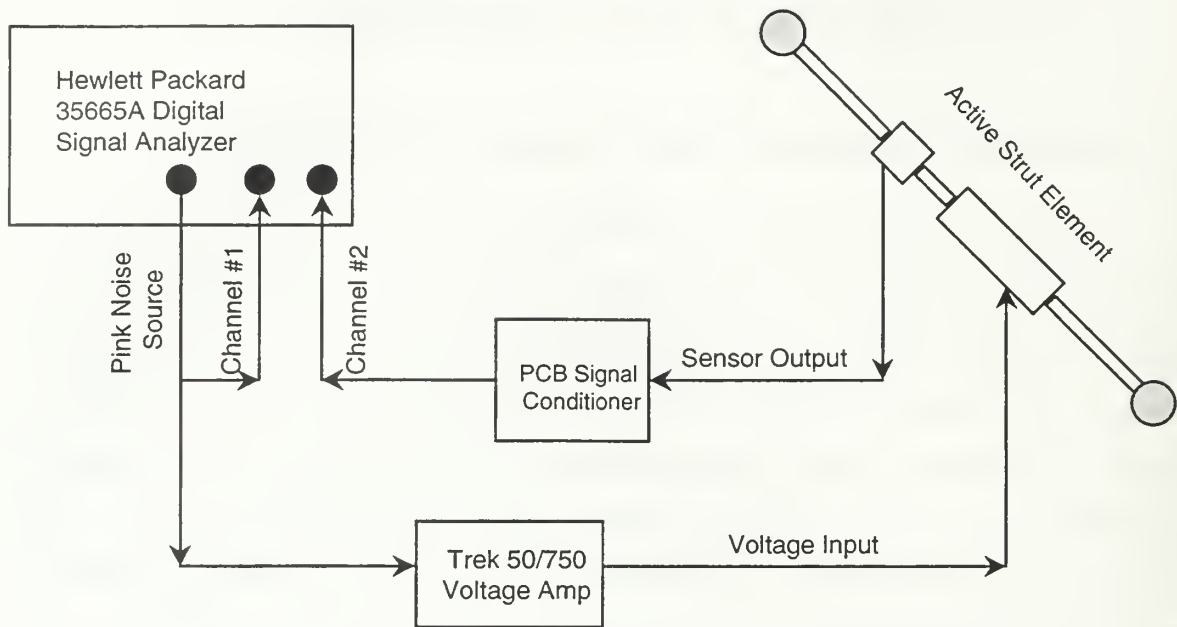 Hewlett Packard
35665A Digital
Signal Analyzer
Active Strut Element
Pink Noise
Source
Channel #1
Channel #2
PCB Signal
Conditioner
Sensor Output
Trek 50/750
Voltage Amp
Voltage Input